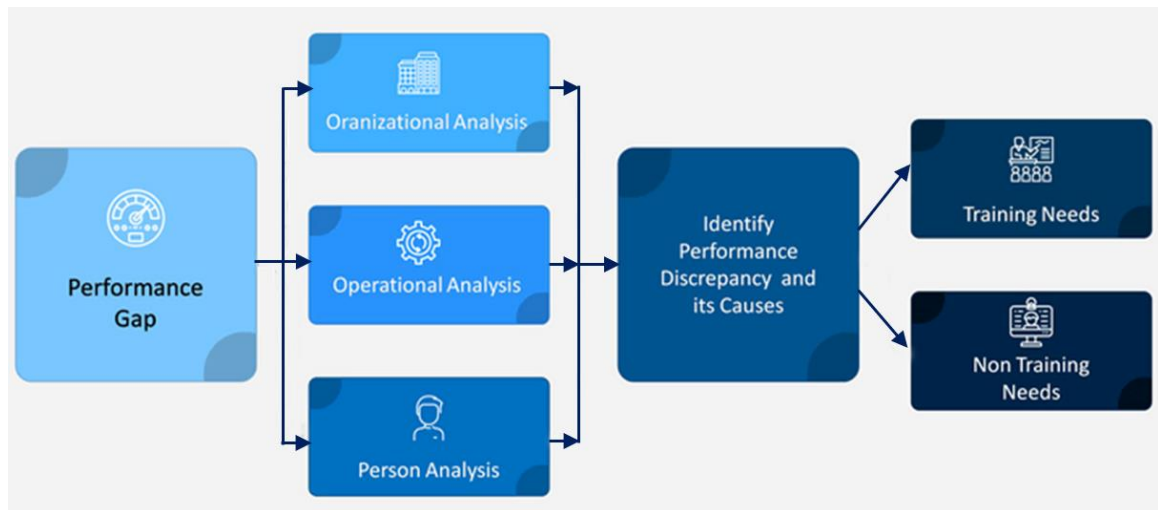 Performance
Gap
Oranizational Analysis
Operational Analysis
Person Analysis
Identify
Performance
Discrepancy and
its Causes
Training Needs
Non Training
Needs